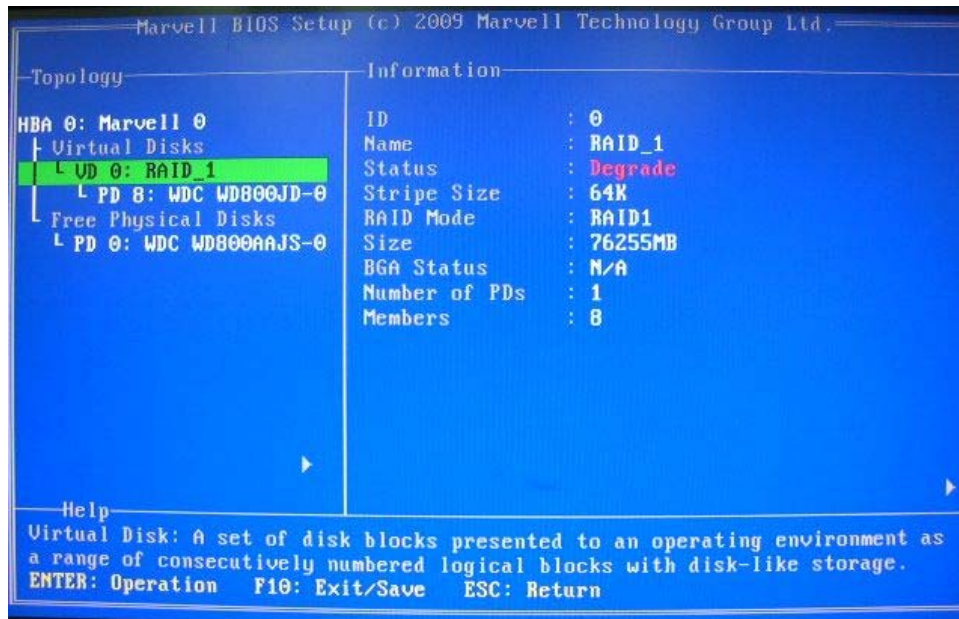 Marvell BIOS Setup (c) 2009 Marvell Technology Group Ltd.
Topology
HBA 0: Marvell 0
Virtual Disks
VD 0: RAID_1
PD 8: WDC WD800JD-0
Free Physical Disks
PD 0: WDC WD800AAJS-0
Information
ID : 0
Name : RAID_1
Status : Degrade
Stripe Size : 64K
RAID Mode : RAID1
Size : 76255MB
BGA Status : N/A
Number of PDs : 1
Members : 8
Help
Virtual Disk: A set of disk blocks presented to an operating environment as
a range of consecutively numbered logical blocks with disk-like storage.
ENTER: Operation F10: Exit/Save ESC: Return